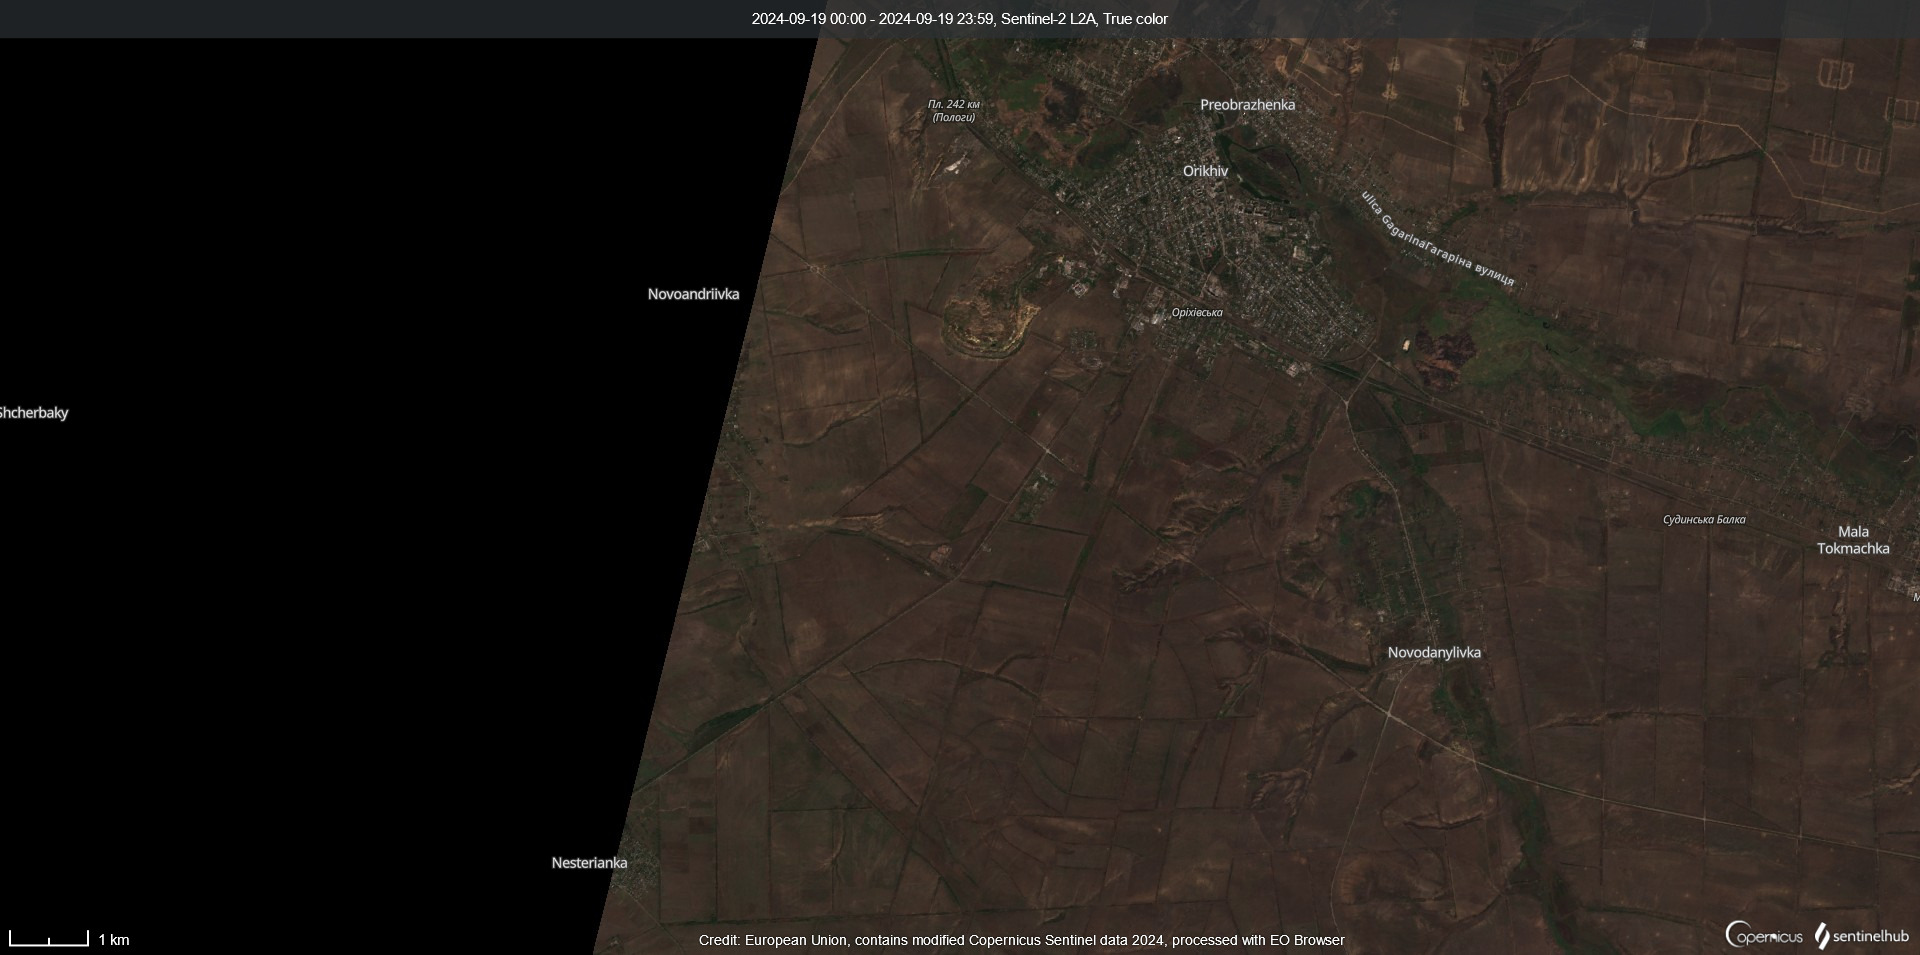 2024-09-19 00:00 - 2024-09-19 23:59, Sentinel-2 L2A, True color
Пл. 242 км
(Пологи)
Preobrazhenka
Orikhiv
ulica GagarinaГагаріна вулиця
Novoandriivka
Оріхівська
Shcherbaky
Судинська Балка
Mala
Tokmachka
Novodanylivka
Nesterianka
1 km
Credit: European Union, contains modified Copernicus Sentinel data 2024, processed with EO Browser
Copernicus
sentinelhub